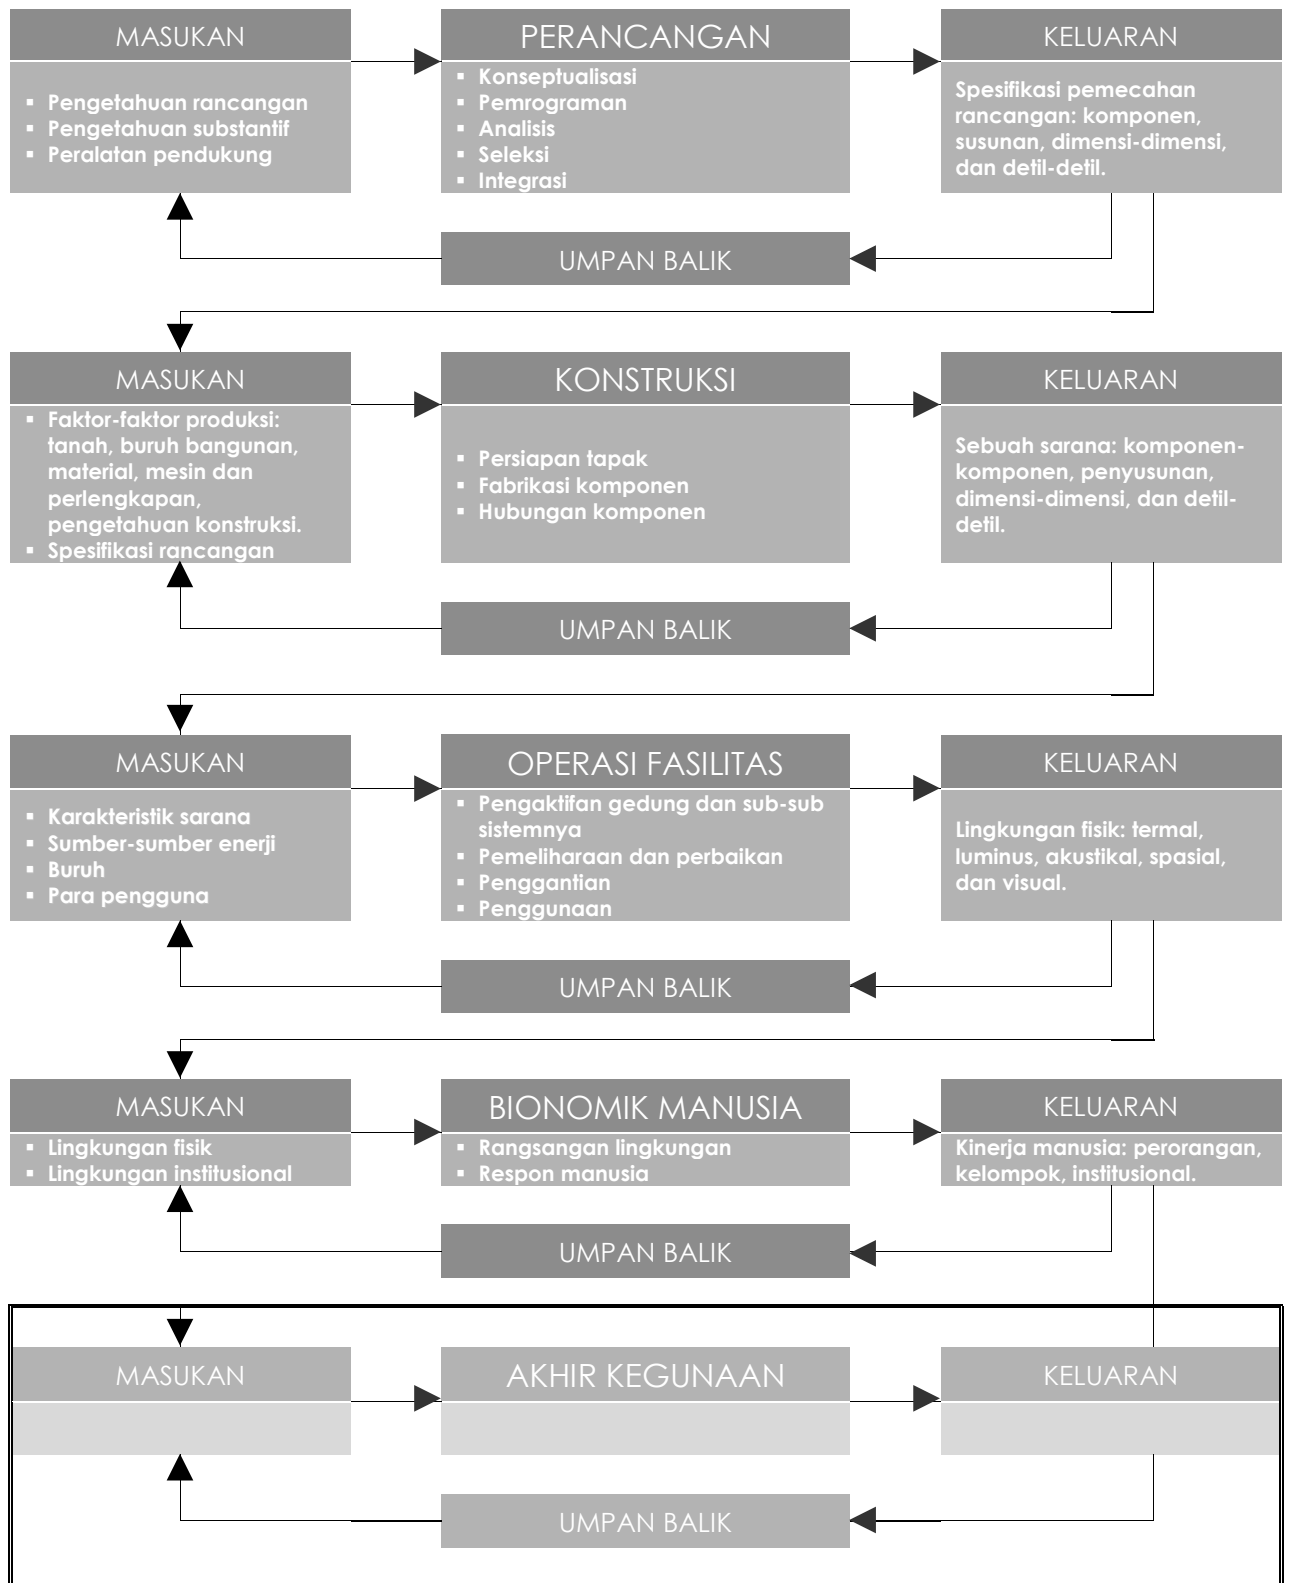 MASUKAN
▪ Pengetahuan rancangan
▪ Pengetahuan substantif
▪ Peralatan pendukung
PERANCANGAN
▪ Konseptualisasi
▪ Pemrograman
▪ Analisis
▪ Seleksi
▪ Integrasi
KELUARAN
Spesifikasi pemecahan
rancangan: komponen,
susunan, dimensi-dimensi,
dan detil-detil.
UMPAN BALIK
MASUKAN
▪ Faktor-faktor produksi:
tanah, buruh bangunan,
material, mesin dan
perlengkapan,
pengetahuan konstruksi.
▪ Spesifikasi rancangan
KONSTRUKSI
▪ Persiapan tapak
▪ Fabrikasi komponen
▪ Hubungan komponen
KELUARAN
Sebuah sarana: komponen-
komponen, penyusunan,
dimensi-dimensi, dan detil-
detil.
UMPAN BALIK
MASUKAN
▪ Karakteristik sarana
▪ Sumber-sumber enerji
▪ Buruh
▪ Para pengguna
OPERASI FASILITAS
▪ Pengaktifan gedung dan sub-sub
sistemnya
▪ Pemeliharaan dan perbaikan
▪ Penggantian
▪ Penggunaan
KELUARAN
Lingkungan fisik: termal,
luminus, akustikal, spasial,
dan visual.
UMPAN BALIK
MASUKAN
▪ Lingkungan fisik
▪ Lingkungan institusional
BIONOMIK MANUSIA
▪ Rangsangan lingkungan
▪ Respon manusia
KELUARAN
Kinerja manusia: perorangan,
kelompok, institusional.
UMPAN BALIK
MASUKAN
AKHIR KEGUNAAN
KELUARAN
UMPAN BALIK